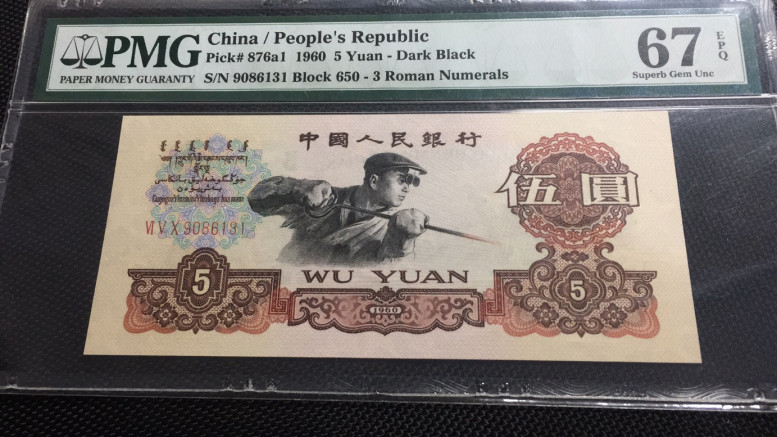 PMG
PAPER MONEY GUARANTY
China / People's Republic
Pick# 876a1 1960 5 Yuan - Dark Black
S/N 9086131 Block 650 - 3 Roman Numerals
67 EPQ
Superb Gem Unc
中國人民銀行
伍圓
VI V X 9086131
5
WU YUAN
1960
5